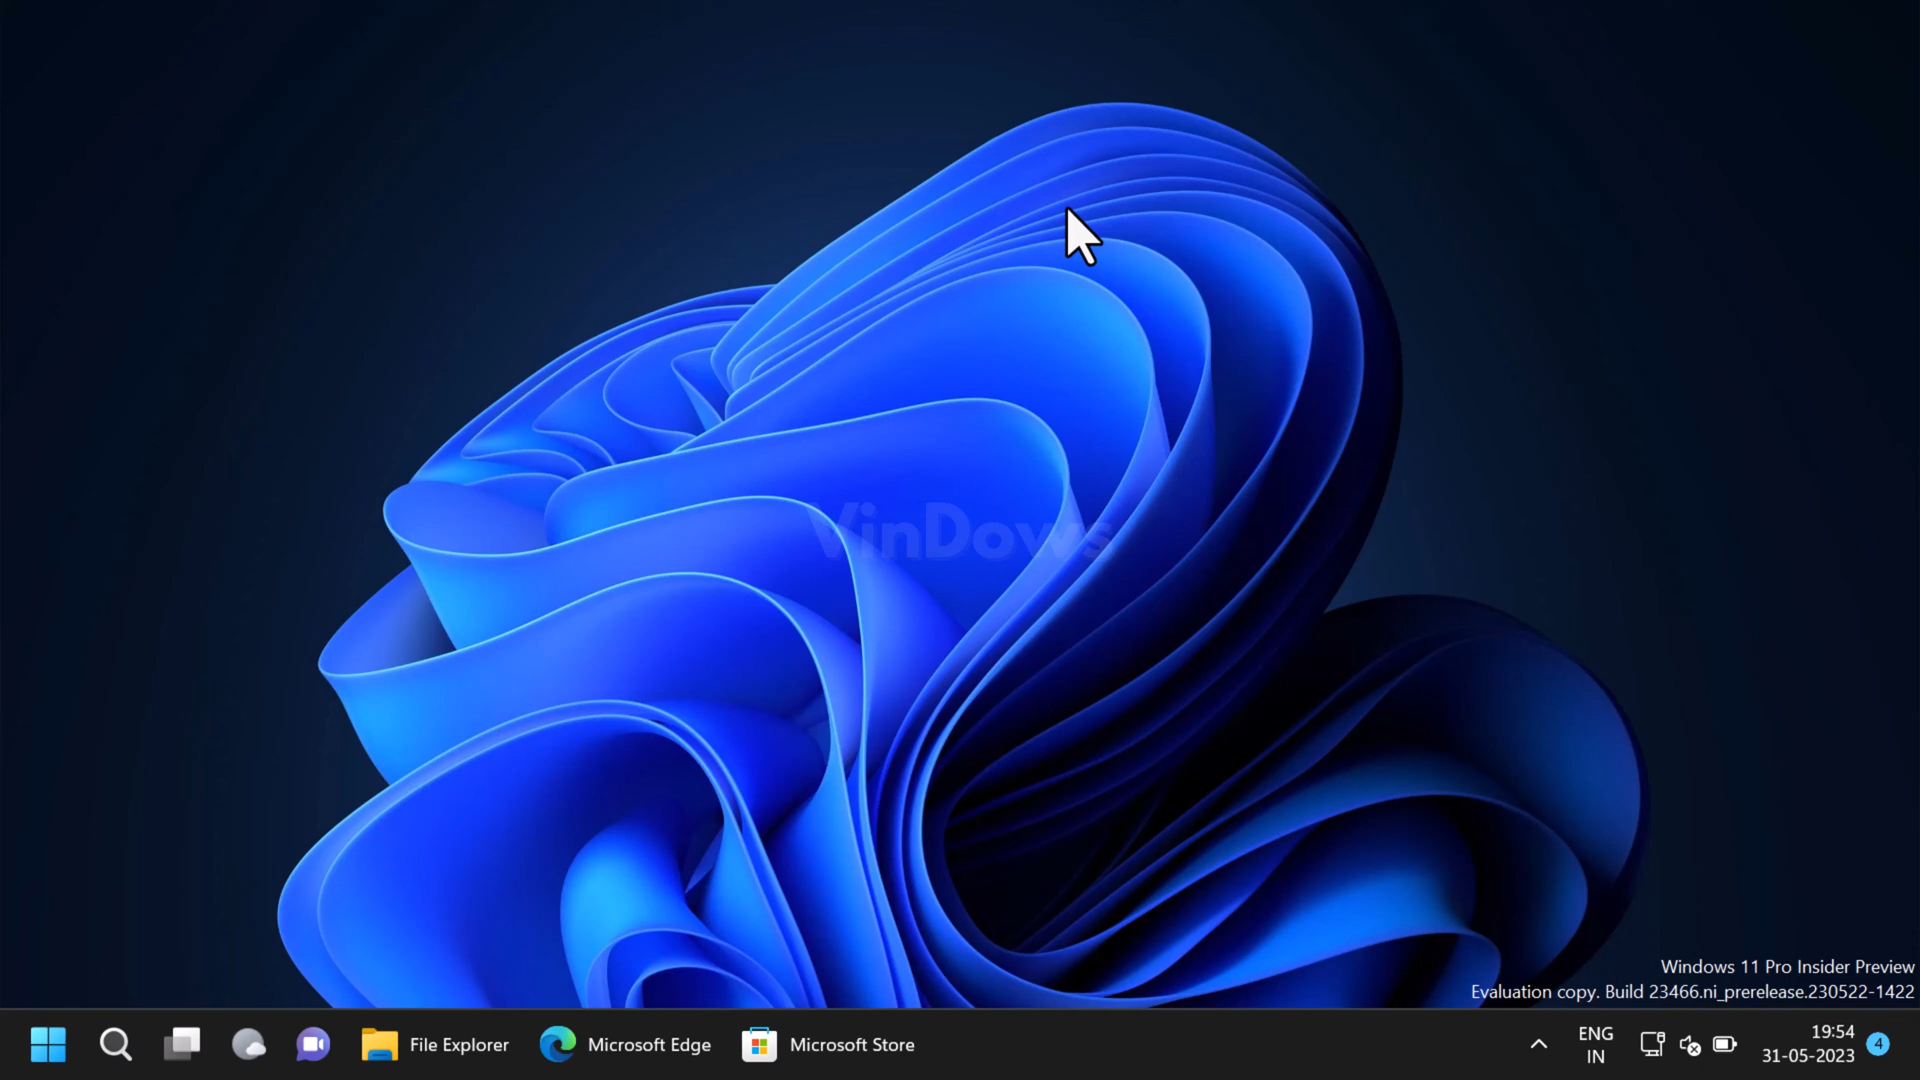 VinDows
Windows 11 Pro Insider Preview
Evaluation copy. Build 23466.ni_prerelease.230522-1422
File Explorer
Microsoft Edge
Microsoft Store
ENG
IN
19:54
31-05-2023
4